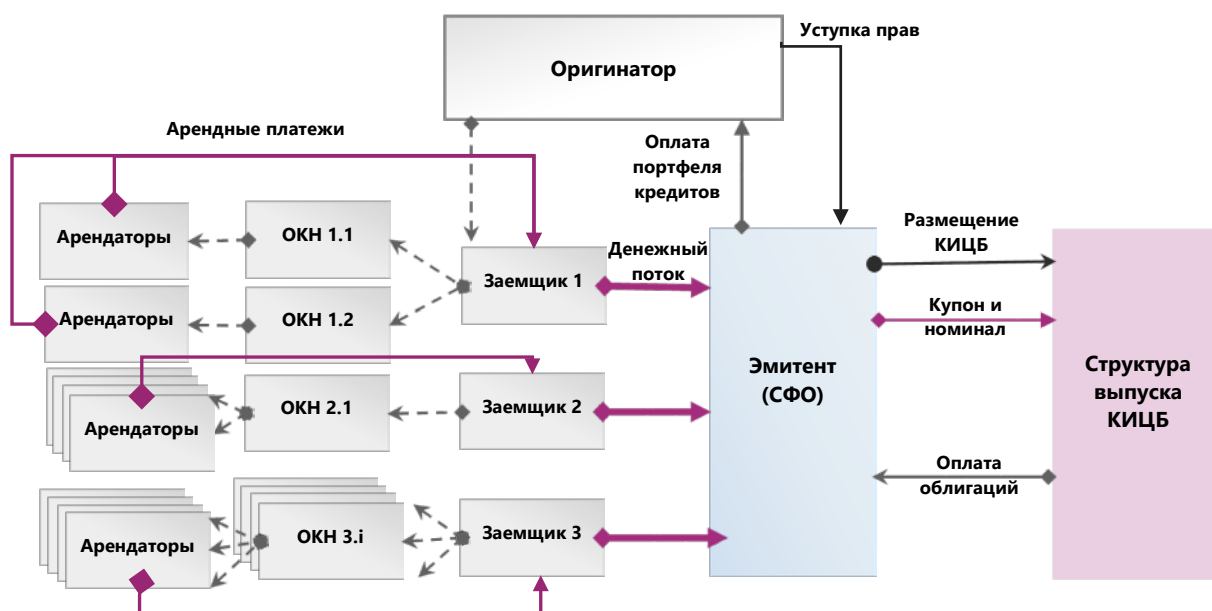 Уступка прав
Оригинатор
Арендные платежи
Оплата
портфеля
кредитов
Арендаторы
ОКН 1.1
Заемщик 1
Денежный
поток
Размещение
КИЦБ
Арендаторы
ОКН 1.2
Купон и
номинал
Эмитент
(СФО)
Структура
выпуска
КИЦБ
Арендаторы
ОКН 2.1
Заемщик 2
Оплата
облигаций
Арендаторы
ОКН 3.i
Заемщик 3